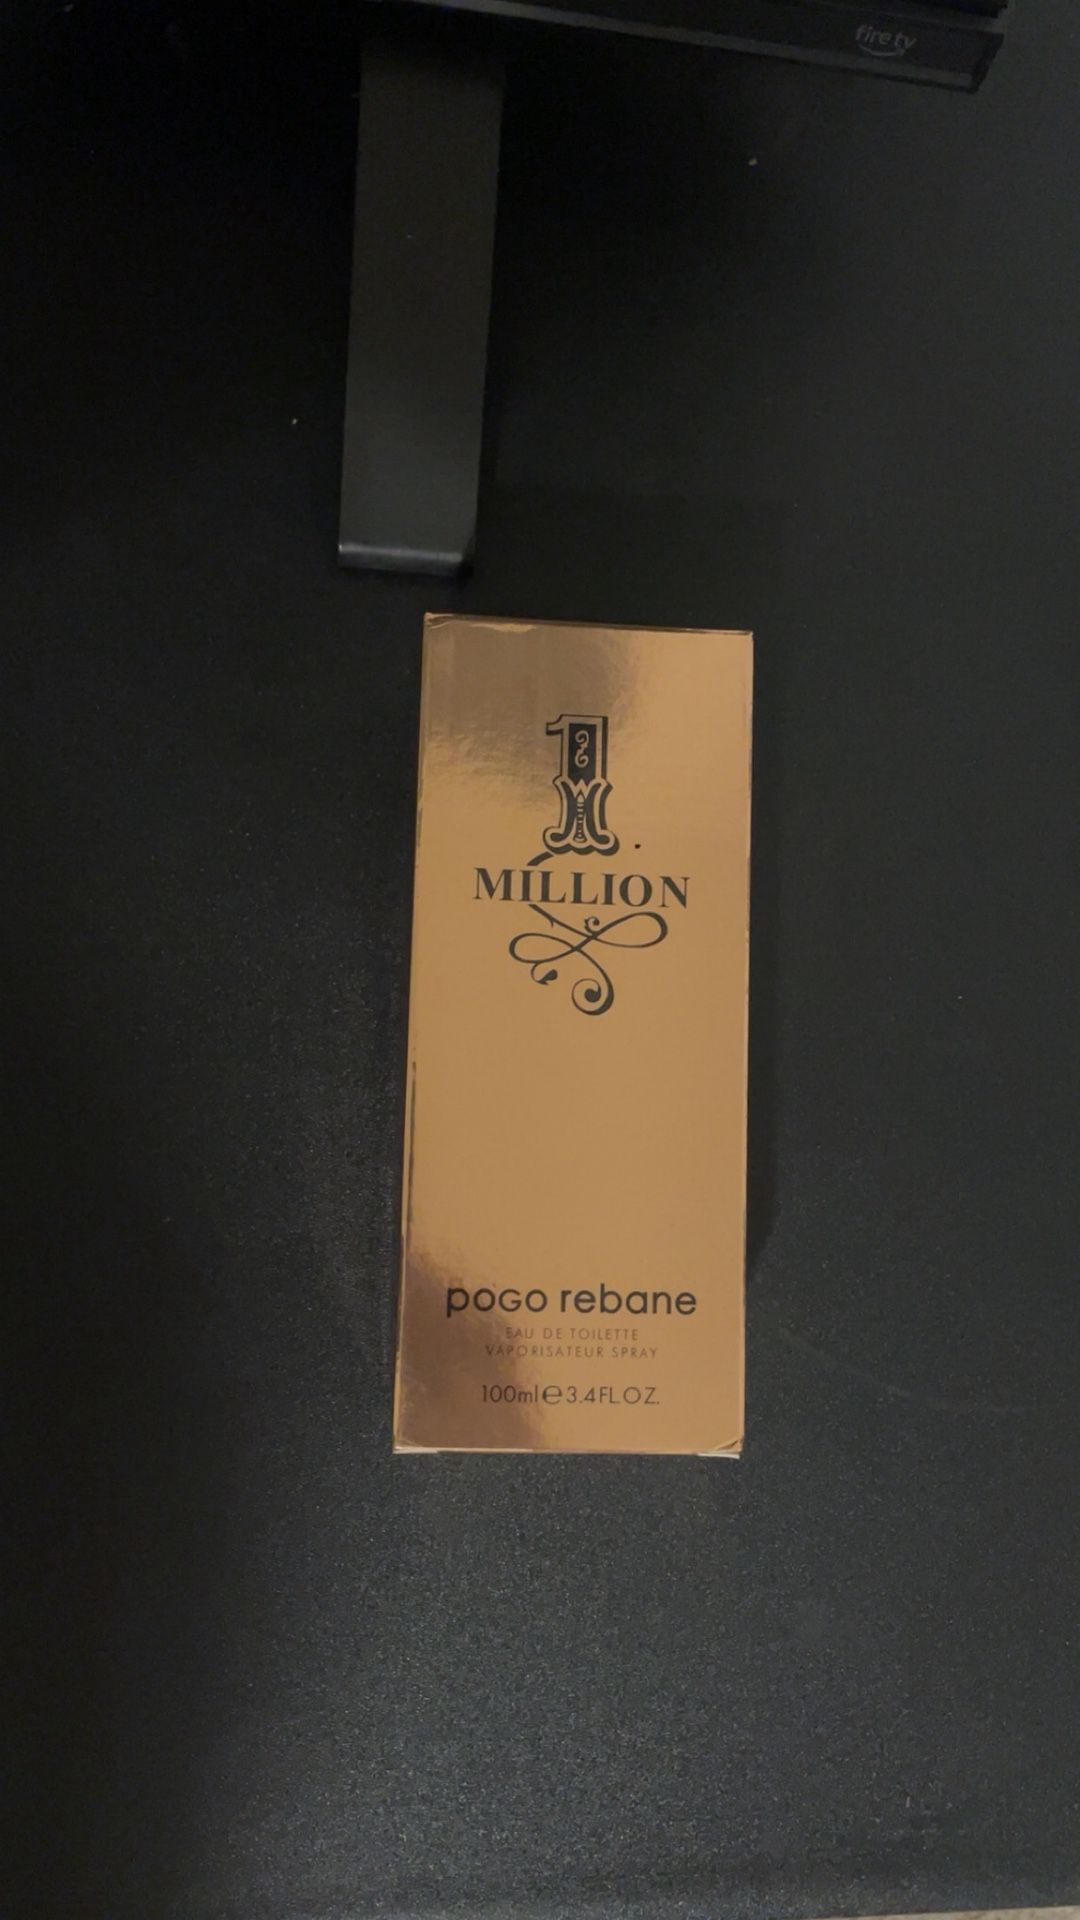 fire tv
1
MILLION
poGo rebane
EAU DE TOILETTE
VAPORISATEUR SPRAY
100ml e 3.4FL.OZ.